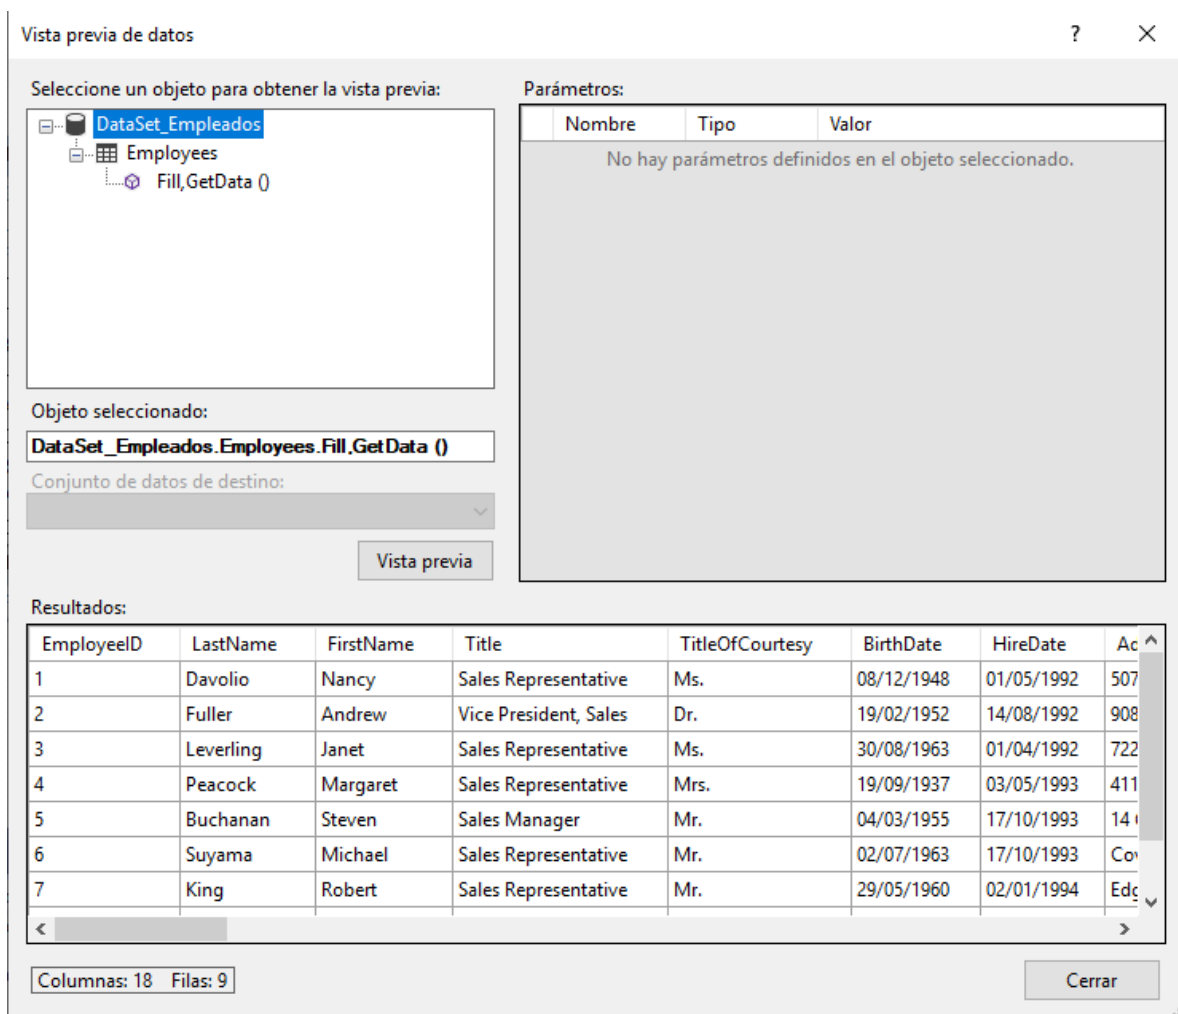 Vista previa de datos ?
Seleccione un objeto para obtener la vista previa:
DataSet_Empleados
Employees
Fill,GetData ()
Objeto seleccionado:
DataSet_Empleados.Employees.Fill,GetData ()
Conjunto de datos de destino:
Vista previa
Parámetros:
Nombre Tipo Valor
No hay parámetros definidos en el objeto seleccionado.
Resultados:
EmployeeID LastName FirstName Title TitleOfCourtesy BirthDate HireDate
1 Davolio Nancy Sales Representative Ms. 08/12/1948 01/05/1992 507
2 Fuller Andrew Vice President, Sales Dr. 19/02/1952 14/08/1992 908
3 Leverling Janet Sales Representative Ms. 30/08/1963 01/04/1992 722
4 Peacock Margaret Sales Representative Mrs. 19/09/1937 03/05/1993 411
5 Buchanan Steven Sales Manager Mr. 04/03/1955 17/10/1993 14
6 Suyama Michael Sales Representative Mr. 02/07/1963 17/10/1993
7 King Robert Sales Representative Mr. 29/05/1960 02/01/1994
Columnas: 18 Filas: 9
Cerrar